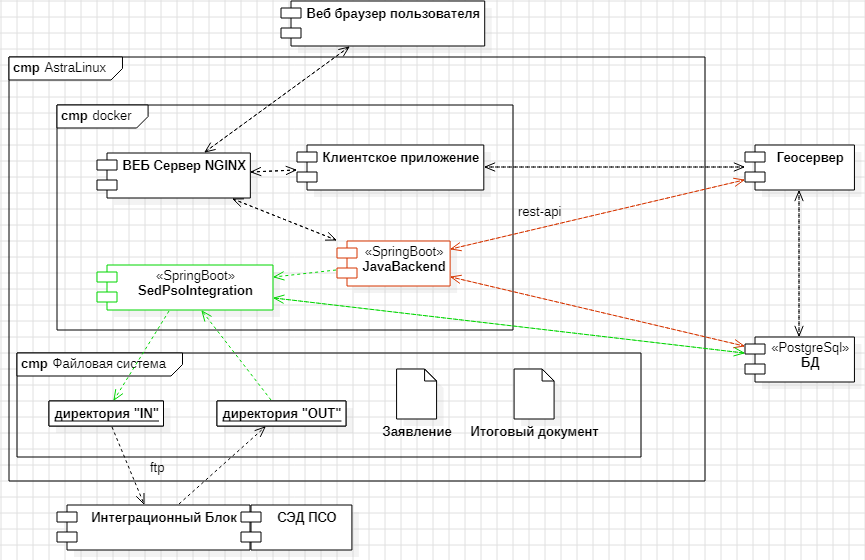 Веб браузер пользователя
cmp AstraLinux
cmp docker
ВЕБ Сервер NGINX
Клиентское приложение
Геосервер
rest-api
«SpringBoot»
JavaBackend
«SpringBoot»
SedPsoIntegration
«PostgreSql»
БД
cmp Файловая система
директория "IN"
директория "OUT"
Заявление
Итоговый документ
ftp
Интеграционный Блок
СЭД ПСО